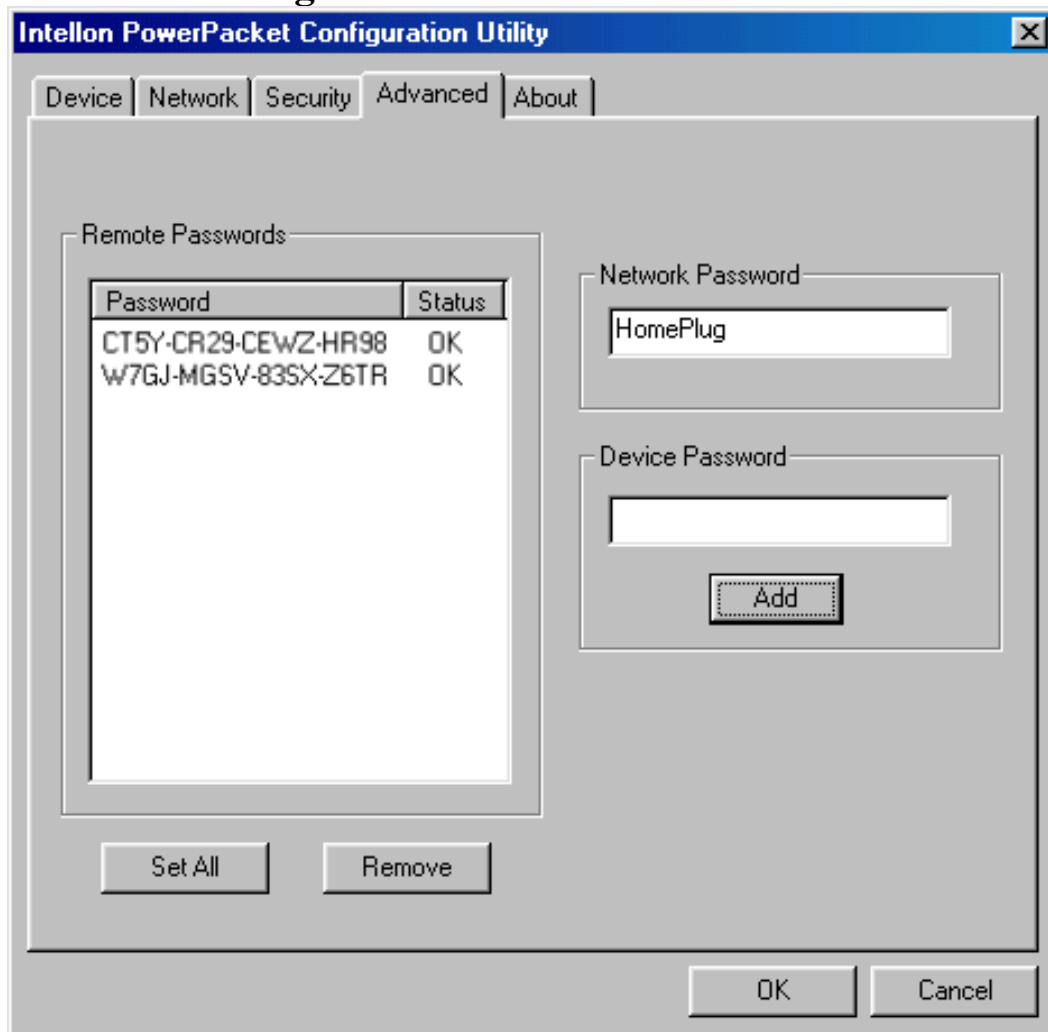 Intellon PowerPacket Configuration Utility
Device Network Security Advanced About
Remote Passwords
Password Status
CT5Y-CR29-CEWZ-HR98 OK
W7GJ-MGSV-83SX-Z6TR OK
Network Password
HomePlug
Device Password
Add
Set All Remove
OK Cancel